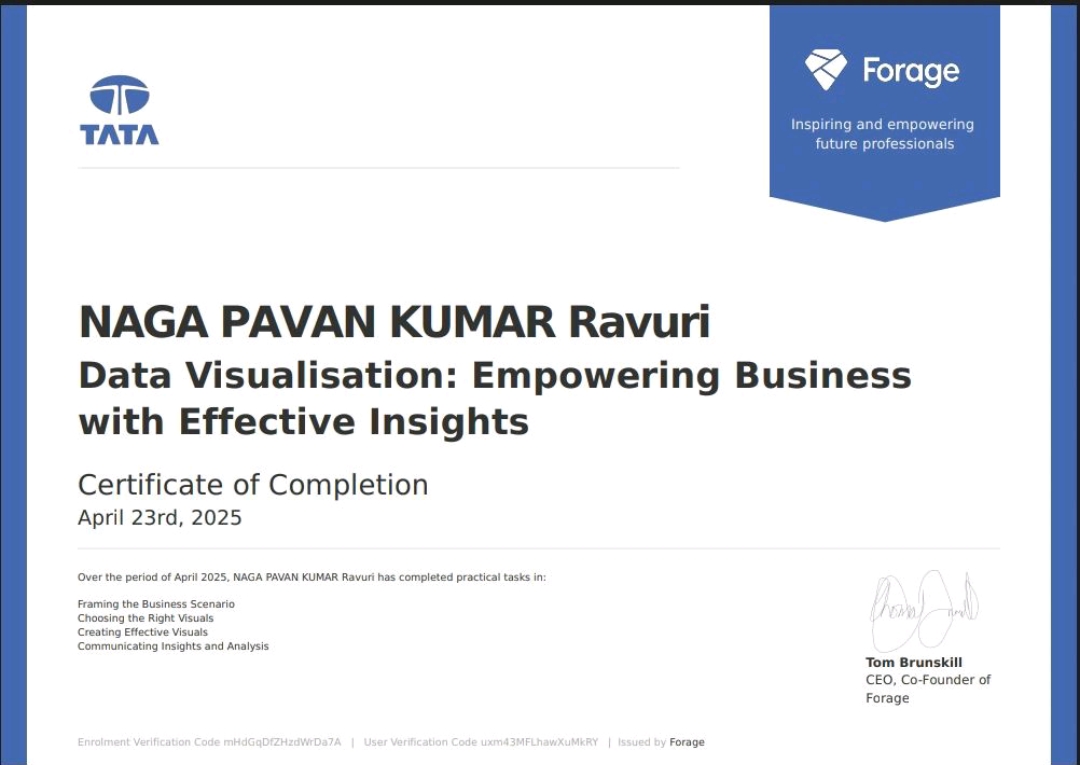 TATA
Forage
Inspiring and empowering
future professionals
NAGA PAVAN KUMAR Ravuri
Data Visualisation: Empowering Business
with Effective Insights
Certificate of Completion
April 23rd, 2025
Over the period of April 2025, NAGA PAVAN KUMAR Ravuri has completed practical tasks in:
Framing the Business Scenario
Choosing the Right Visuals
Creating Effective Visuals
Communicating Insights and Analysis
Tom Brunskill
CEO, Co-Founder of
Forage
Enrolment Verification Code mHdGqDfZHzdWrDa7A | User Verification Code uxm43MFLhawXuMkRY | Issued by Forage